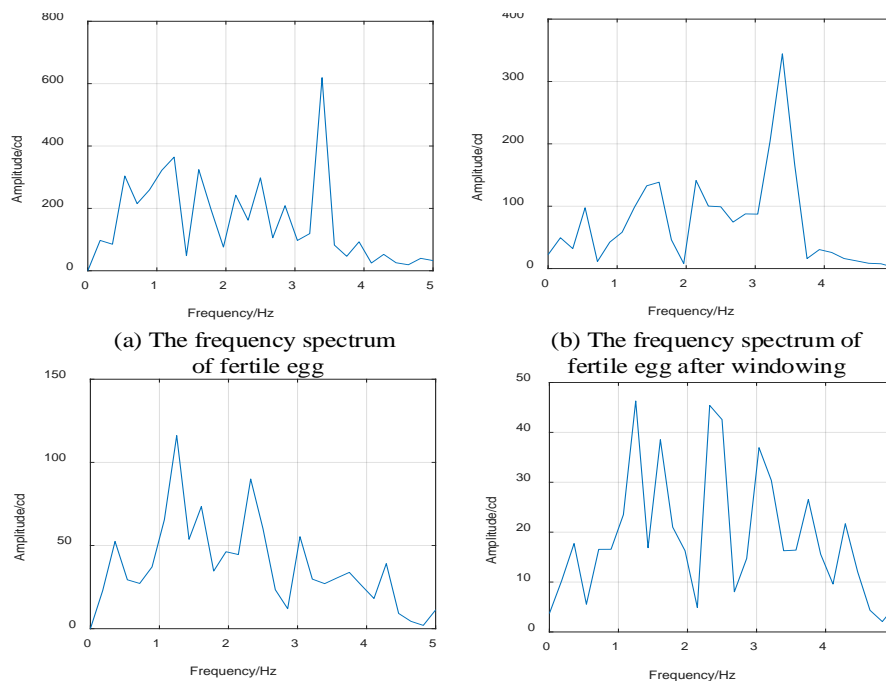 800
600
400
200
0
Amplitude/cd
0 1 2 3 4 5
Frequency/Hz
(a) The frequency spectrum
of fertile egg
400
300
200
100
0
Amplitude/cd
0 1 2 3 4
Frequency/Hz
(b) The frequency spectrum of
fertile egg after windowing
150
100
50
0
Amplitude/cd
0 1 2 3 4 5
Frequency/Hz
50
40
30
20
10
0
Amplitude/cd
0 1 2 3 4
Frequency/Hz